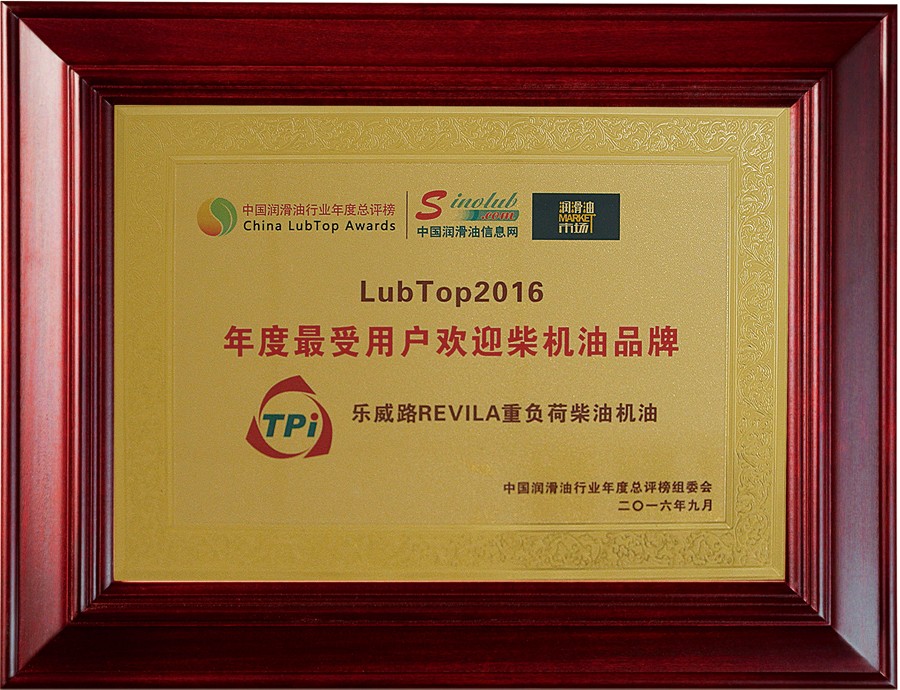 中国润滑油行业年度总评榜
China LubTop Awards
Sinolub
.com
中国润滑油信息网
润滑油
MARKET
市场
LubTop2016
年度最受用户欢迎柴机油品牌
TPi
乐威路REVILA重负荷柴油机油
中国润滑油行业年度总评榜组委会
二〇一六年九月